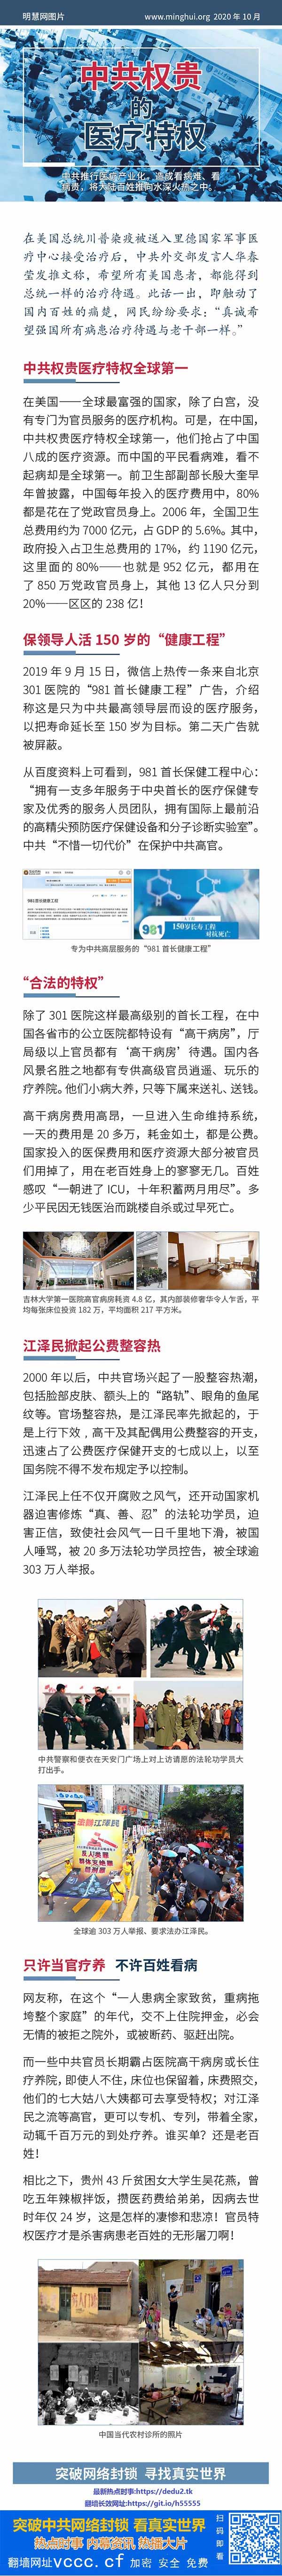 明慧网图片
www.minghui.org 2020 年 10 月
中共权贵
的
医疗特权
中共推行医疗产业化，造成看病难、看
病贵，将大陆百姓推向水深火热之中。
在美国总统川普染疫被送入里德国家军事医
疗中心接受治疗后，中共外交部发言人华春
莹发推文称，希望所有美国患者，都能得到
总统一样的治疗待遇。此话一出，即触动了
国内百姓的痛楚，网民纷纷要求：“真诚希
望强国所有病患治疗待遇与老干部一样。”
中共权贵医疗特权全球第一
在美国——全球最富强的国家，除了白宫，没
有专门为官员服务的医疗机构。可是，在中国，
中共权贵医疗特权全球第一，他们抢占了中国
八成的医疗资源。而中国的平民看病难，看不
起病却是全球第一。前卫生部副部长殷大奎早
年曾披露，中国每年投入的医疗费用中，80%
都是花在了党政官员身上。2006 年，全国卫生
总费用约为 7000 亿元，占 GDP 的 5.6%。其中，
政府投入占卫生总费用的 17%，约 1190 亿元，
这里面的 80%——也就是 952 亿元，都用在
了 850 万党政官员身上，其他 13 亿人只分到
20%——区区的 238 亿！
保领导人活 150 岁的“健康工程”
2019 年 9 月 15 日，微信上热传一条来自北京
301 医院的“981 首长健康工程”广告，介绍
称这是只为中共最高领导层而设的医疗服务，
以把寿命延长至 150 岁为目标。第二天广告就
被屏蔽。
从百度资料上可看到，981 首长保健工程中心：
“拥有一支多年服务于中央首长的医疗保健专
家及优秀的服务人员团队，拥有国际上最前沿
的高精尖预防医疗保健设备和分子诊断实验室”。
中共“不惜一切代价”在保护中共高官。
981
150岁长寿工程
对抗死亡
专为中共高层服务的“981 首长健康工程”
“合法的特权”
除了 301 医院这样最高级别的首长工程，在中
国各省市的公立医院都特设有“高干病房”，厅
局级以上官员都有‘高干病房’待遇。国内各
风景名胜之地都有专供高级官员逍遥、玩乐的
疗养院。他们小病大养，只等下属来送礼、送钱。
高干病房费用高昂，一旦进入生命维持系统，
一天的费用是 20 多万，耗金如土，都是公费。
国家投入的医保费用和医疗资源大部分被官员
们用掉了，用在老百姓身上的寥寥无几。百姓
感叹“一朝进了 ICU，十年积蓄两月用尽”。多
少平民因无钱医治而跳楼自杀或过早死亡。
吉林大学第一医院高官病房耗资 4.8 亿，其内部装修奢华令人乍舌，平
均每张床位投资 182 万，平均面积 217 平方米。
江泽民掀起公费整容热
2000 年以后，中共官场兴起了一股整容热潮，
包括脸部皮肤、额头上的“路轨”、眼角的鱼尾
纹等。官场整容热，是江泽民率先掀起的，于
是上行下效，高干及其配偶用公费整容的开支，
迅速占了公费医疗保健开支的七成以上，以至
国务院不得不发布规定予以控制。
江泽民上任不仅开腐败之风气，还开动国家机
器迫害修炼“真、善、忍”的法轮功学员，迫
害正信，致使社会风气一日千里地下滑，被国
人唾骂，被 20 多万法轮功学员控告，被全球逾
303 万人举报。
中共警察和便衣在天安门广场上对上访请愿的法轮功学员大
打出手。
全球逾 303 万人举报、要求法办江泽民。
只许当官疗养 不许百姓看病
网友称，在这个“一人患病全家致贫，重病拖
垮整个家庭”的年代，交不上住院押金，必会
无情的被拒之院外，或被断药、驱赶出院。
而一些中共官员长期霸占医院高干病房或长住
疗养院，即使人不住，床位也保留着，床费照交，
他们的七大姑八大姨都可去享受特权；对江泽
民之流等高官，更可以专机、专列，带着全家，
动辄千百万元的到处疗养。谁买单？还是老百
姓！
相比之下，贵州 43 斤贫困女大学生吴花燕，曾
吃五年辣椒拌饭，攒医药费给弟弟，因病去世
时年仅 24 岁，这是怎样的凄惨和悲凉！官员特
权医疗才是杀害病患老百姓的无形屠刀啊！
中国当代农村诊所的照片
突破网络封锁 寻找真实世界
最新热点时事:https://dedu2.tk
翻墙长效网址:https://git.io/h55555
突破中共网络封锁 看真实世界
热点时事 内幕资讯 热播大片
翻墙网址vccc.cf 加密 安全 免费
扫码即看